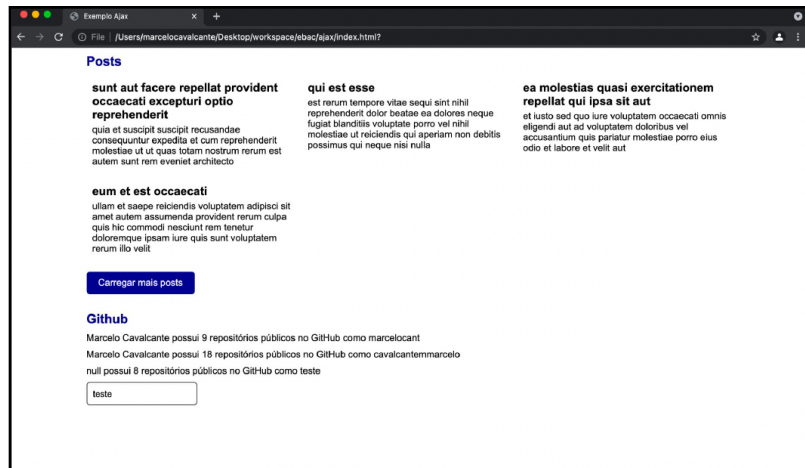 Exemplo Ajax
File | /Users/marcelocavalcante/Desktop/workspace/ebac/ajax/index.html?
Posts
sunt aut facere repellat provident
occaecati excepturi optio
reprehenderit
quia et suscipit suscipit recusandae
consequuntur expedita et cum reprehenderit
molestiae ut ut quas totam nostrum rerum est
autem sunt rem eveniet architecto
qui est esse
est rerum tempore vitae sequi sint nihil
reprehenderit dolor beatae ea dolores neque
fugiat blanditiis voluptate porro vel nihil
molestiae ut reiciendis qui aperiam non debitis
possimus qui neque nisi nulla
ea molestias quasi exercitationem
repellat qui ipsa sit aut
et iusto sed quo iure voluptatem occaecati omnis
eligendi aut ad voluptatem doloribus vel
accusantium quis pariatur molestiae porro eius
odio et labore et velit aut
eum et est occaecati
ullam et saepe reiciendis voluptatem adipisci sit
amet autem assumenda provident rerum culpa
quis hic commodi nesciunt rem tenetur
doloremque ipsam iure quis sunt voluptatem
rerum illo velit
Carregar mais posts
Github
Marcelo Cavalcante possui 9 repositórios públicos no GitHub como marcelocant
Marcelo Cavalcante possui 18 repositórios públicos no GitHub como cavalcantemmarcelo
null possui 8 repositórios públicos no GitHub como teste
teste